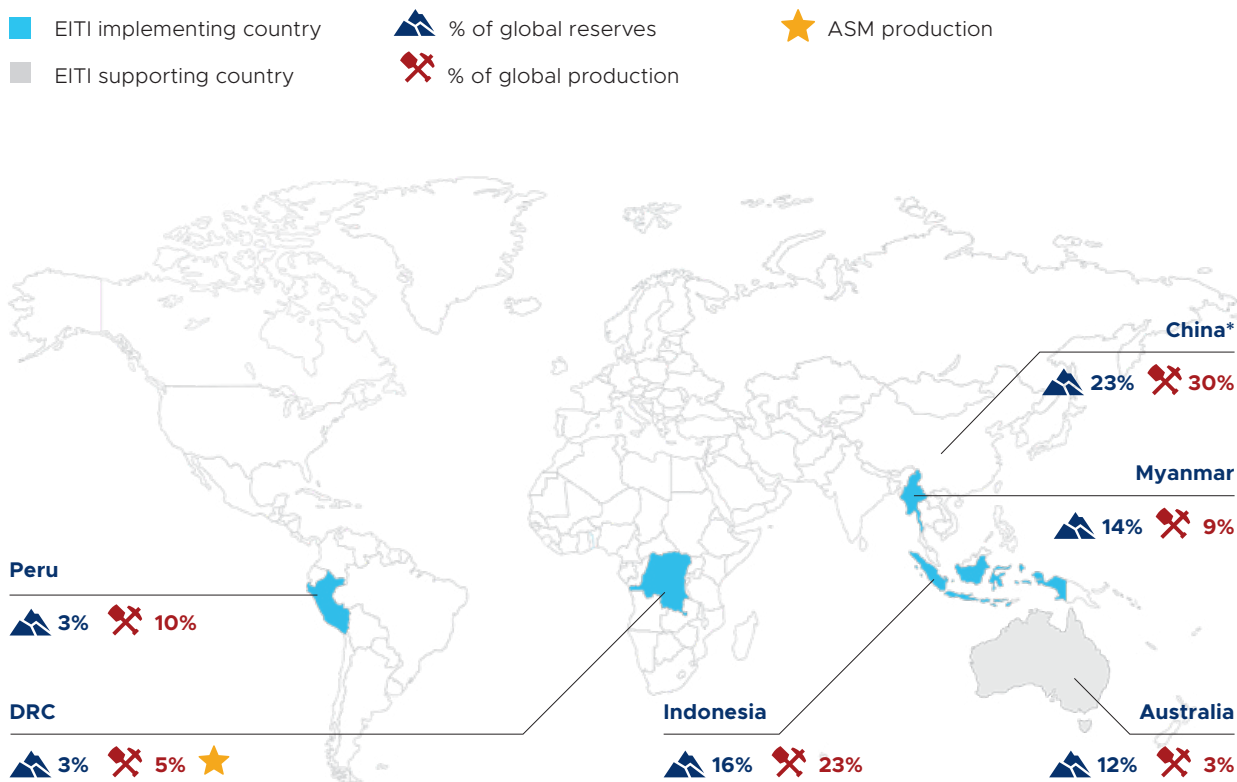 EITI implementing country
% of global reserves
ASM production
EITI supporting country
% of global production
China*
23% 30%
Myanmar
14% 9%
Peru
3% 10%
DRC
3% 5%
Indonesia
16% 23%
Australia
12% 3%